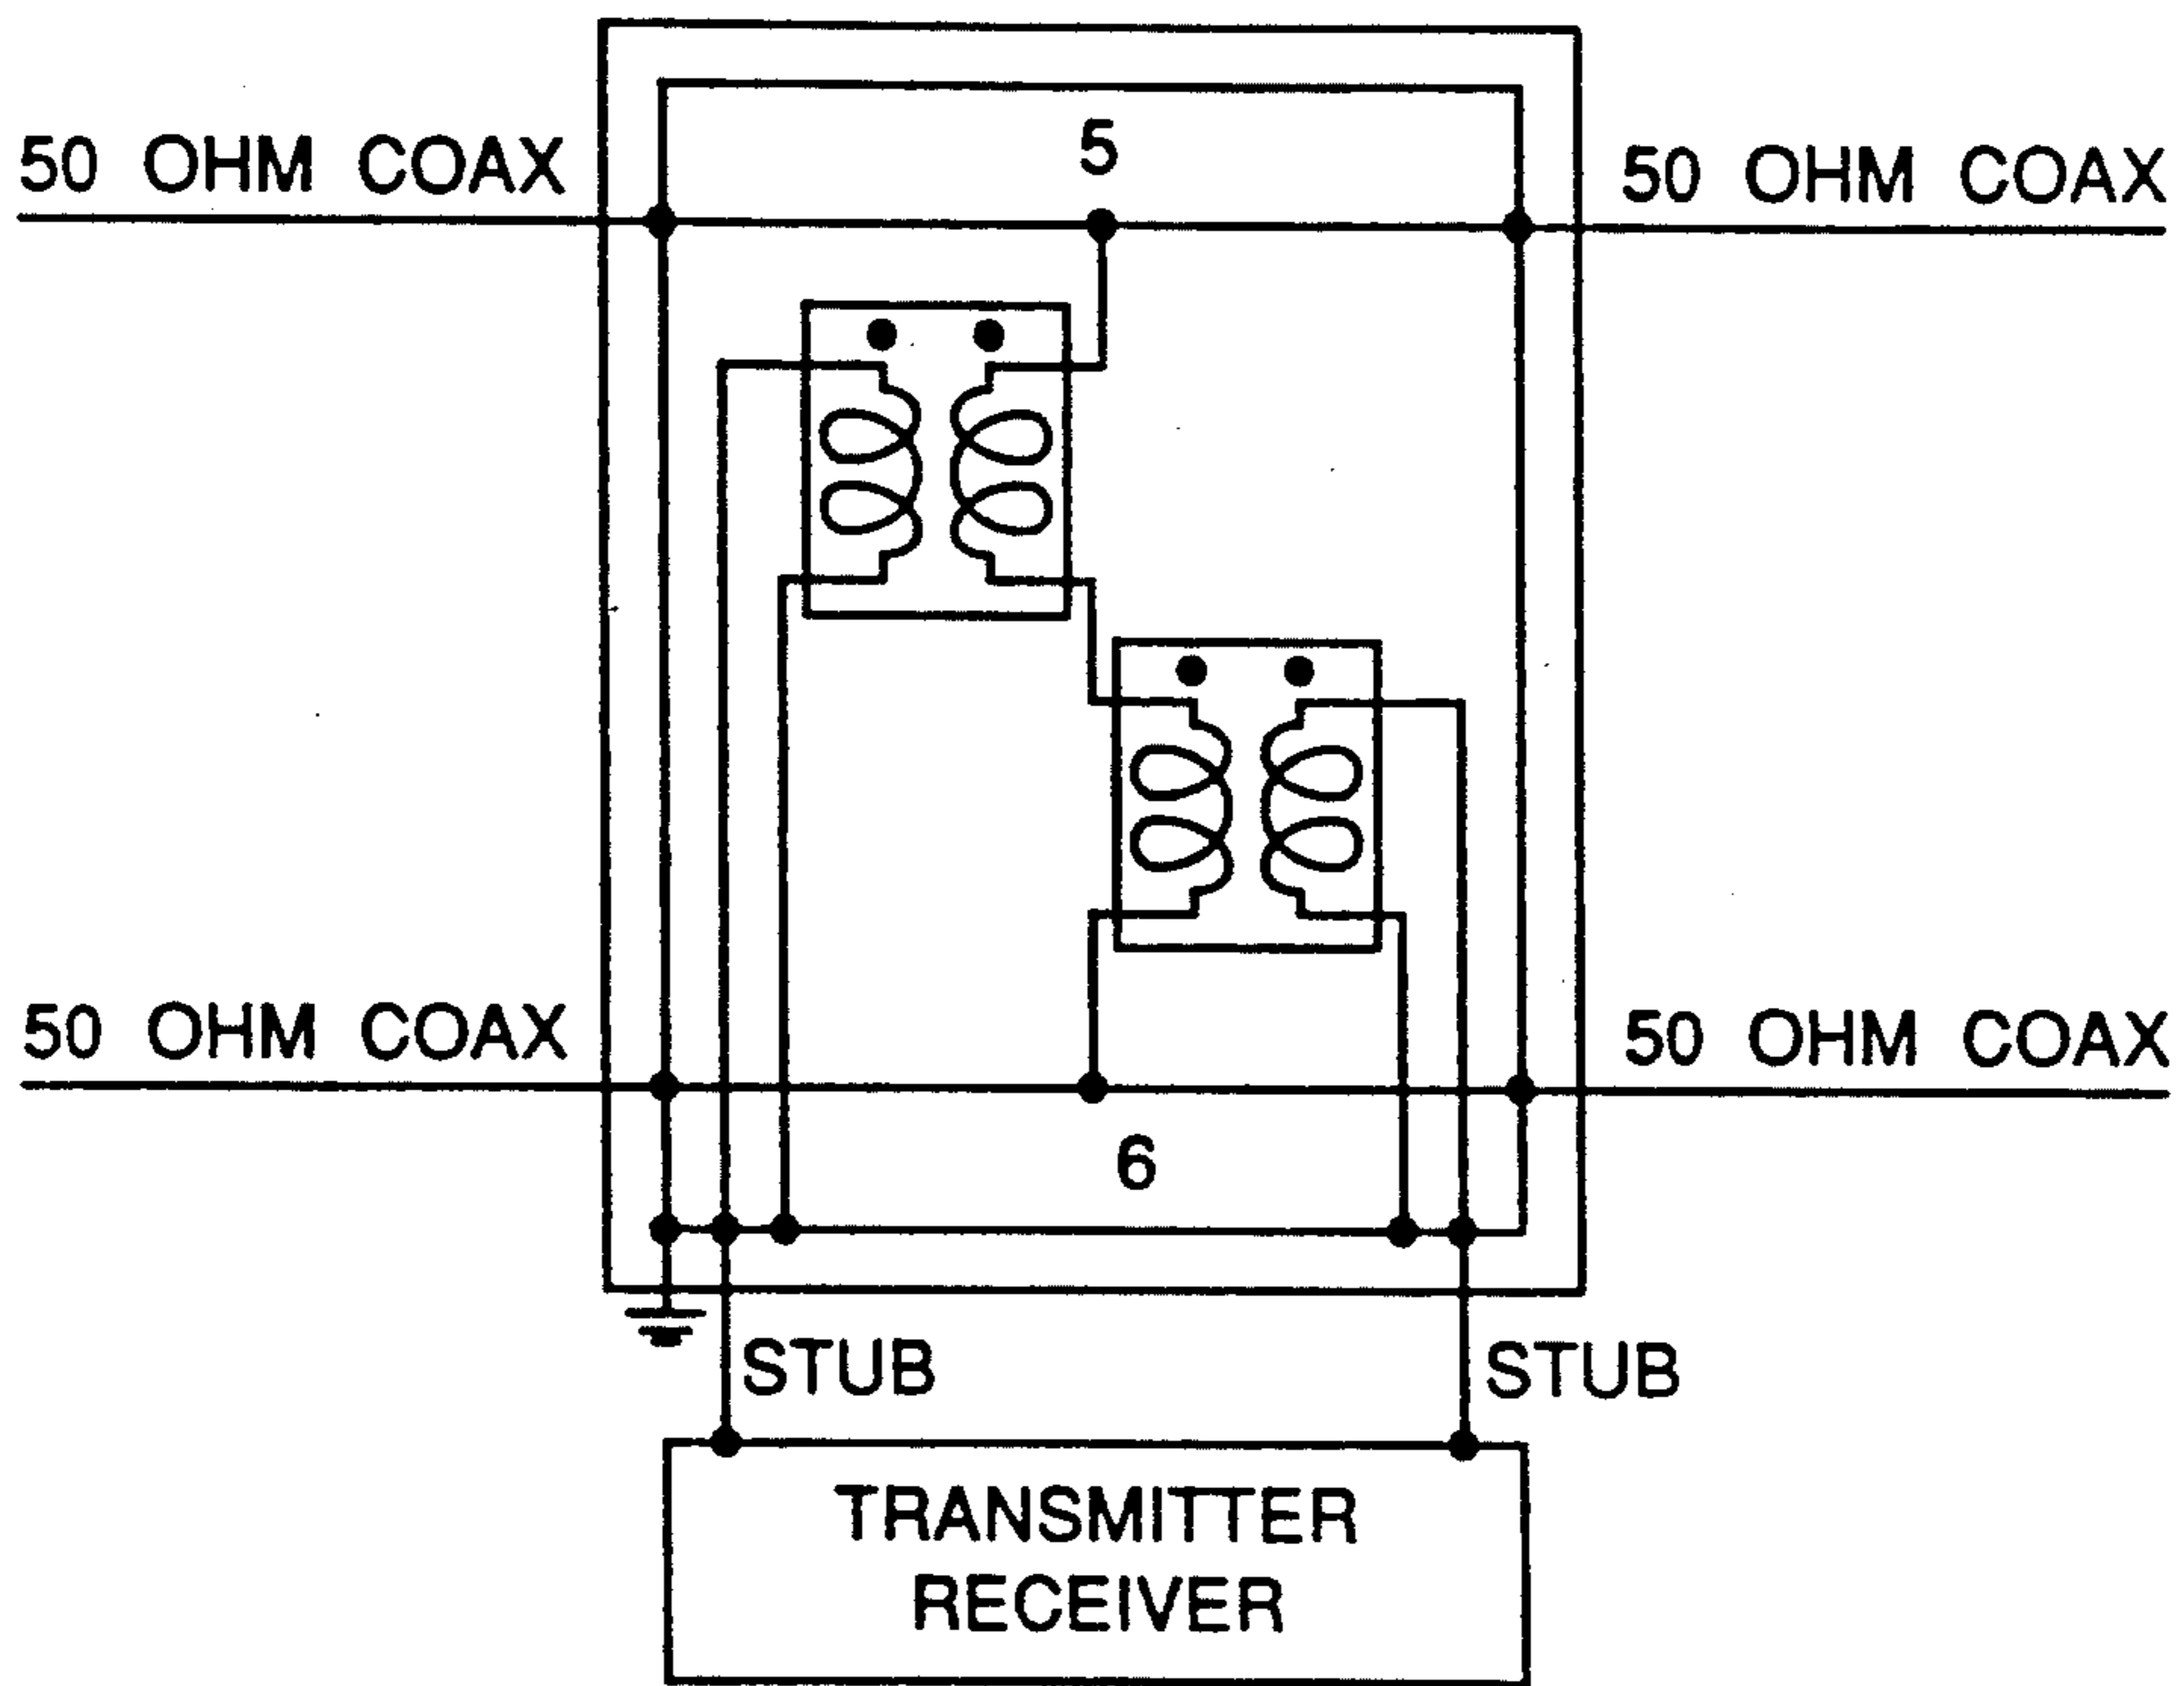 50 OHM COAX
5
50 OHM COAX
50 OHM COAX
50 OHM COAX
6
STUB
STUB
TRANSMITTER
RECEIVER